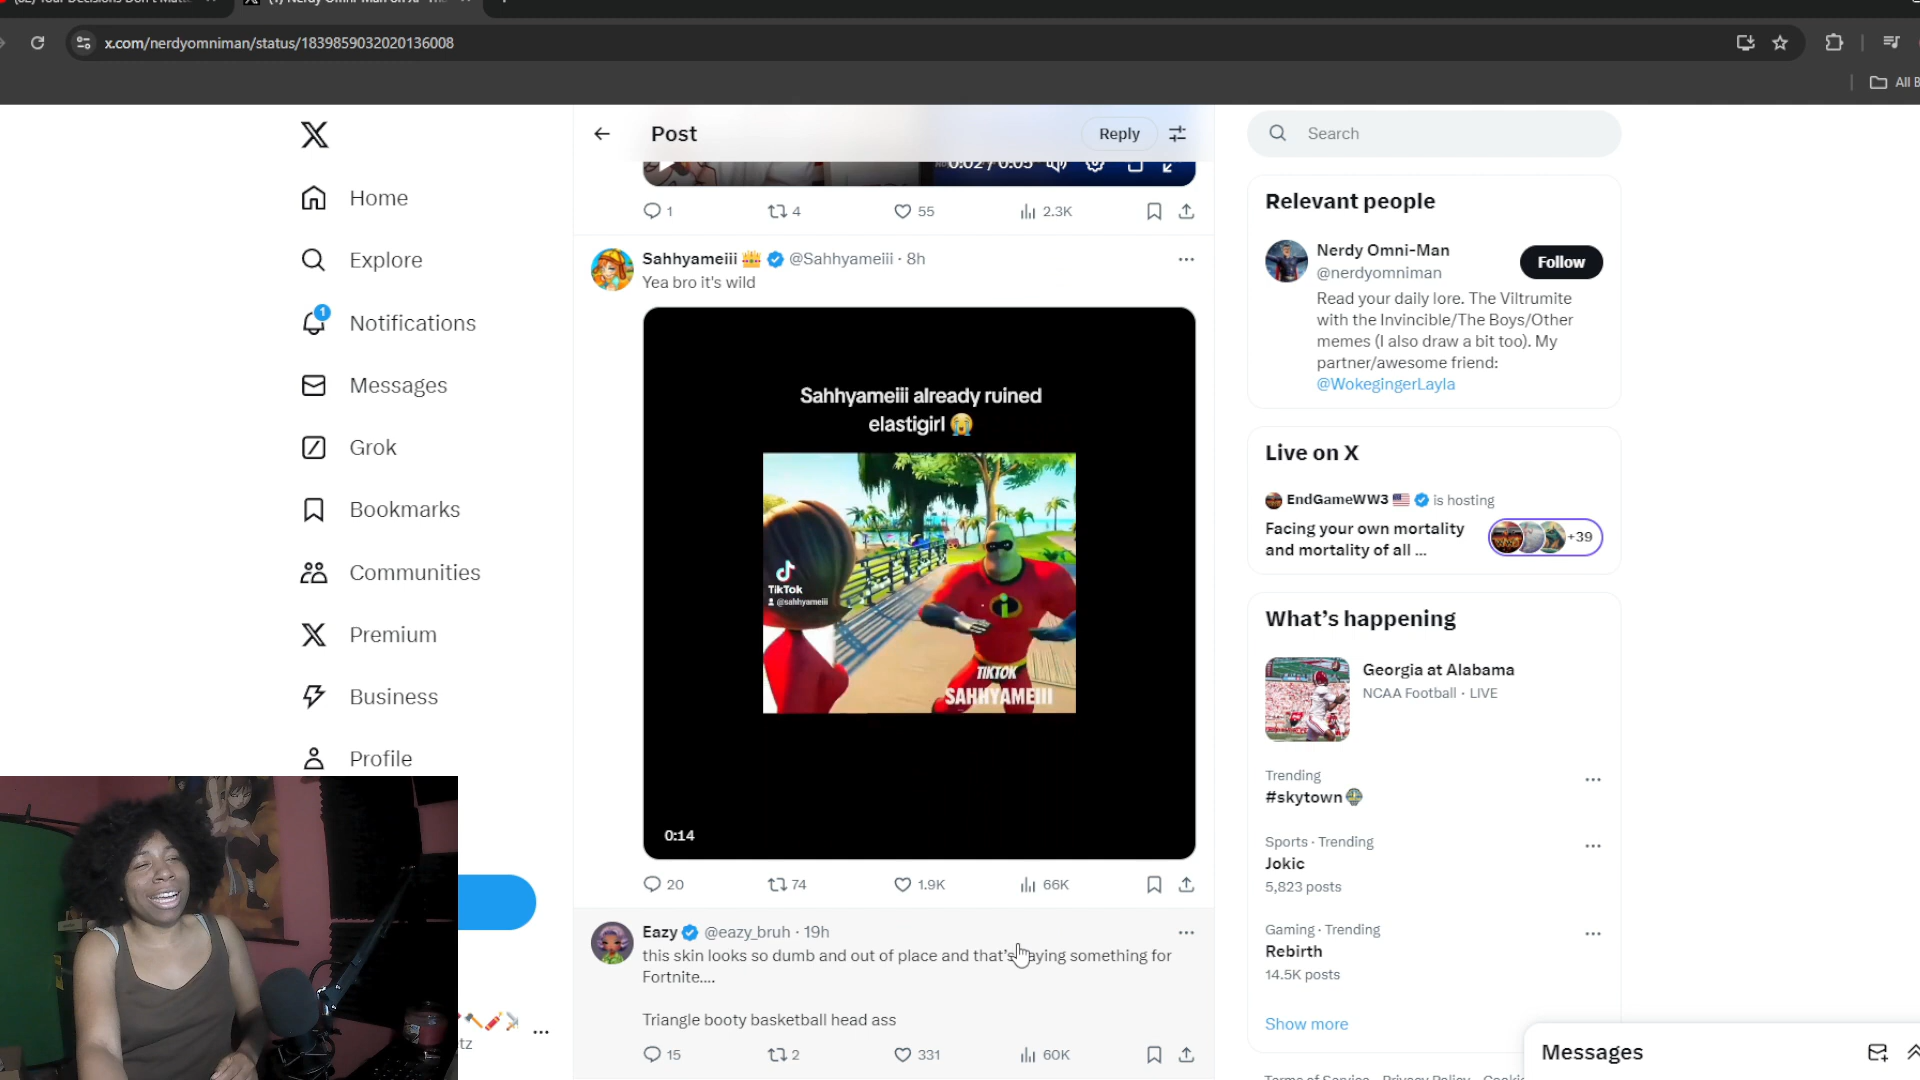 x.com/nerdyomniman/status/1839859032020136008
Post
Reply
Search
Home
Explore
1
Notifications
Messages
Grok
Bookmarks
Communities
Premium
Business
Profile
0:02 / 0:05
1
4
55
2.3K
Sahhyameiii @Sahhyameiii · 8h
Yea bro it's wild
Sahhyameiii already ruined
elastigirl
TikTok
@sahhyameiii
TIKTOK
SAHHYAMEIII
0:14
20
74
1.9K
66K
Eazy @eazy_bruh · 19h
this skin looks so dumb and out of place and that's saying something for
Fortnite....
Triangle booty basketball head ass
15
2
331
60K
Relevant people
Nerdy Omni-Man
@nerdyomniman
Follow
Read your daily lore. The Viltrumite
with the Invincible/The Boys/Other
memes (I also draw a bit too). My
partner/awesome friend:
@WokegingerLayla
Live on X
EndGameWW3 is hosting
Facing your own mortality
and mortality of all ...
+39
What's happening
Georgia at Alabama
NCAA Football · LIVE
Trending
#skytown
Sports · Trending
Jokic
5,823 posts
Gaming · Trending
Rebirth
14.5K posts
Show more
Messages